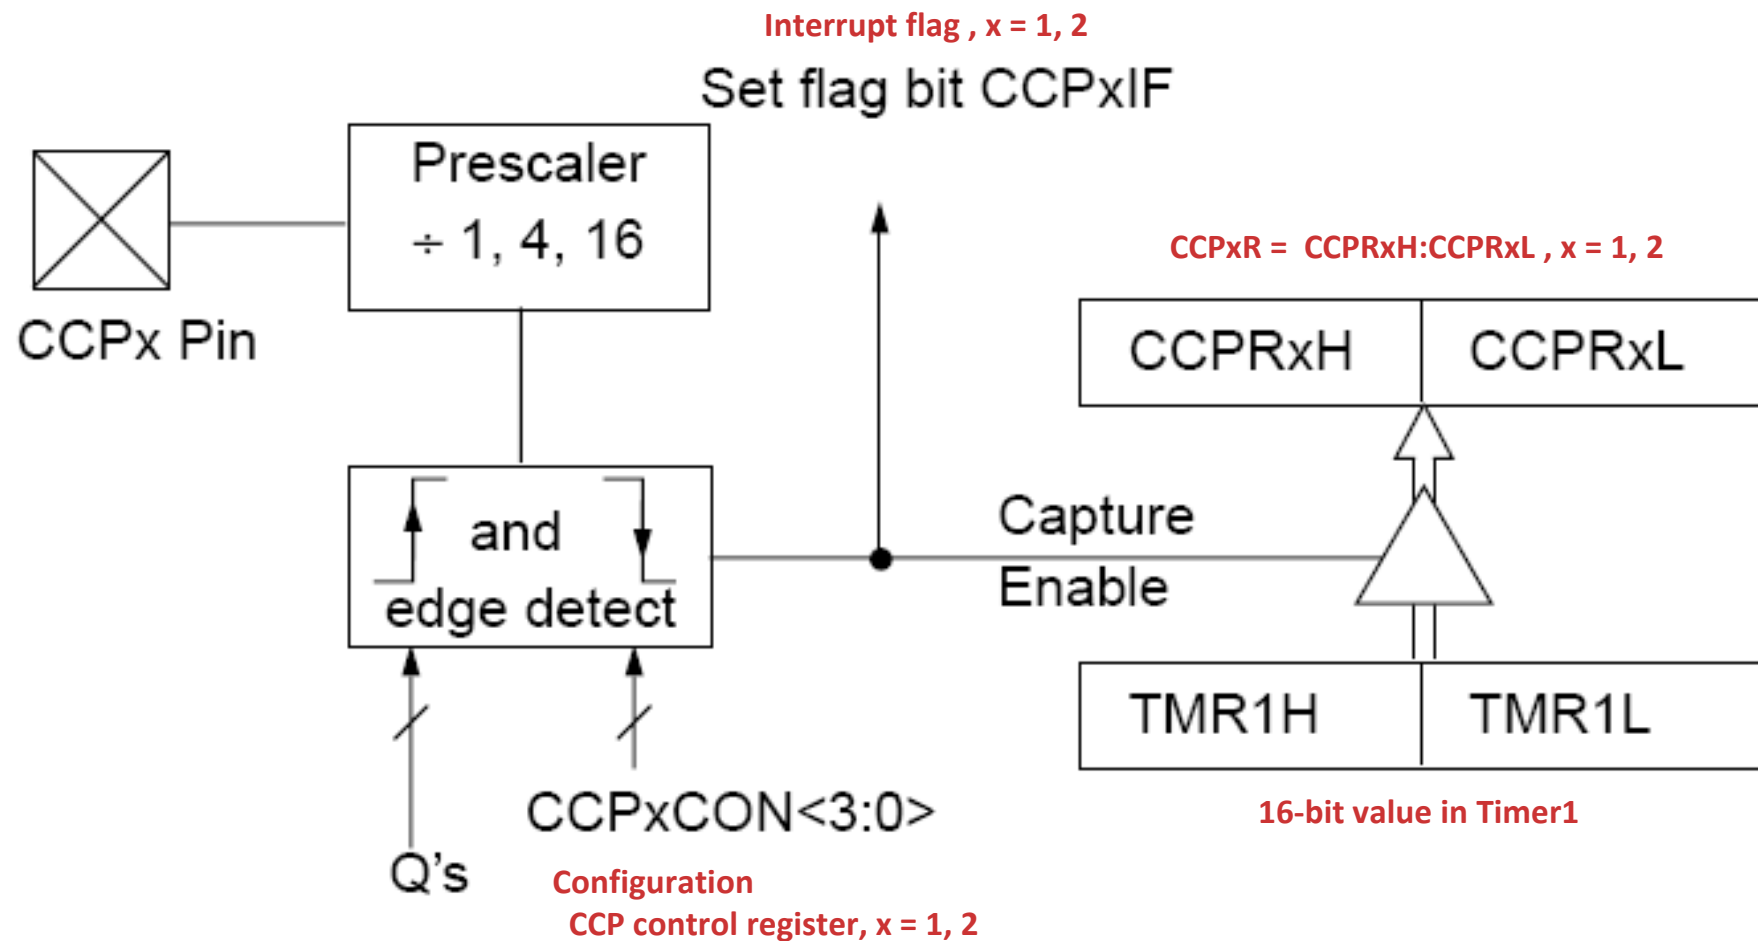 Interrupt flag , x = 1, 2
Set flag bit CCPxIF
Prescaler
÷ 1, 4, 16
CCPx Pin
CCPxR = CCPRxH:CCPRxL , x = 1, 2
CCPRxH CCPRxL
and
edge detect
Capture
Enable
TMR1H TMR1L
16-bit value in Timer1
CCPxCON<3:0>
Q's
Configuration
CCP control register, x = 1, 2